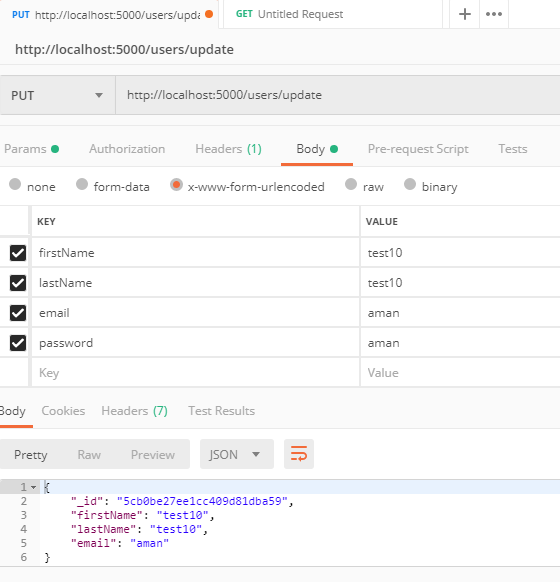 PUT http://localhost:5000/users/upda GET Untitled Request + •••
http://localhost:5000/users/update
PUT http://localhost:5000/users/update
Params Authorization Headers (1) Body Pre-request Script Tests
none form-data x-www-form-urlencoded raw binary
KEY VALUE
firstName test10
lastName test10
email aman
password aman
Key Value
Body Cookies Headers (7) Test Results
Pretty Raw Preview JSON
1 {
2 "_id": "5cb0be27ee1cc409d81dba59",
3 "firstName": "test10",
4 "lastName": "test10",
5 "email": "aman"
6 }